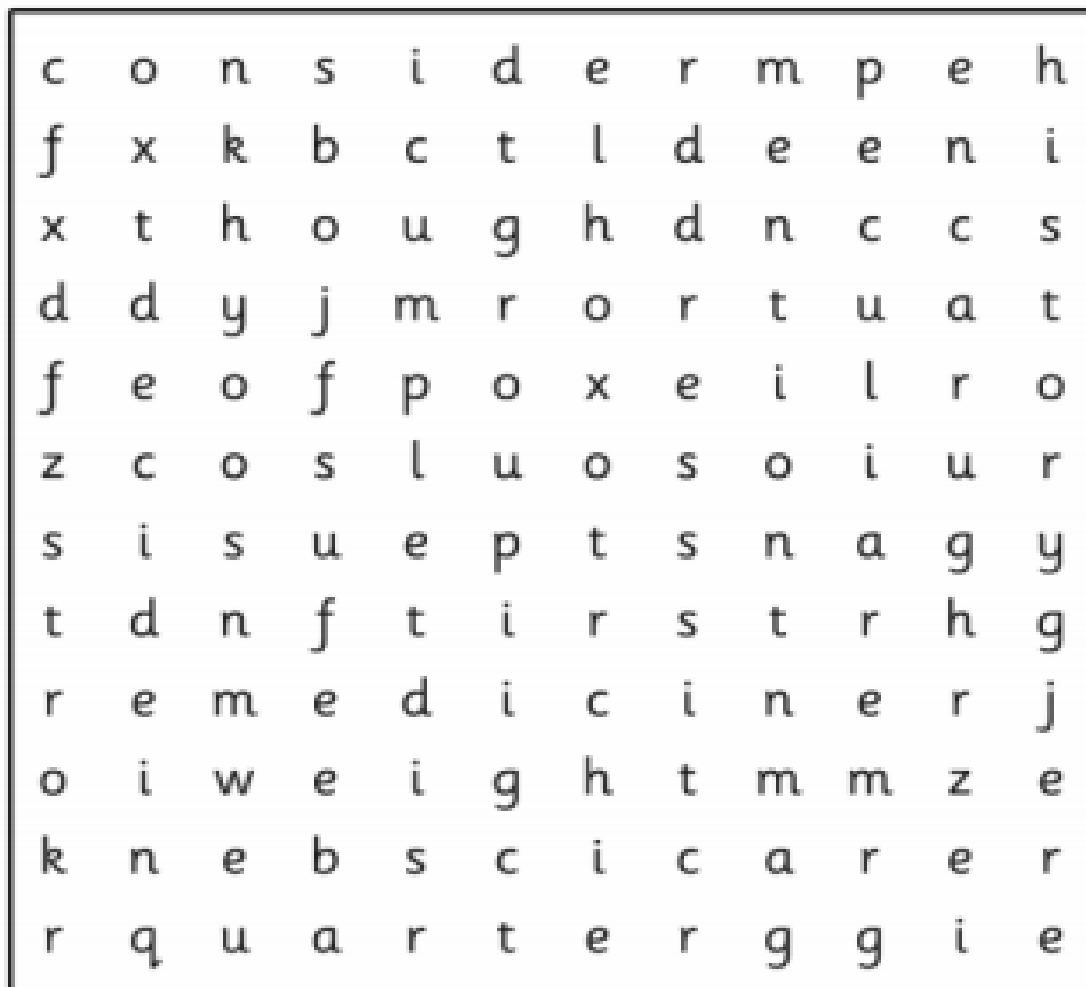 c o n s i d e r m p e h
f x k b c t l d e e n i
x t h o u g h d n c c s
d d y j m r o r t u a t
f e o f p o x e i l r o
z c o s l u o s o i u r
s i s u e p t s n a g y
t d n f t i r s t r h g
r e m e d i c i n e r j
o i w e i g h t m m z e
k n e b s c i c a r e r
r q u a r t e r g g i e